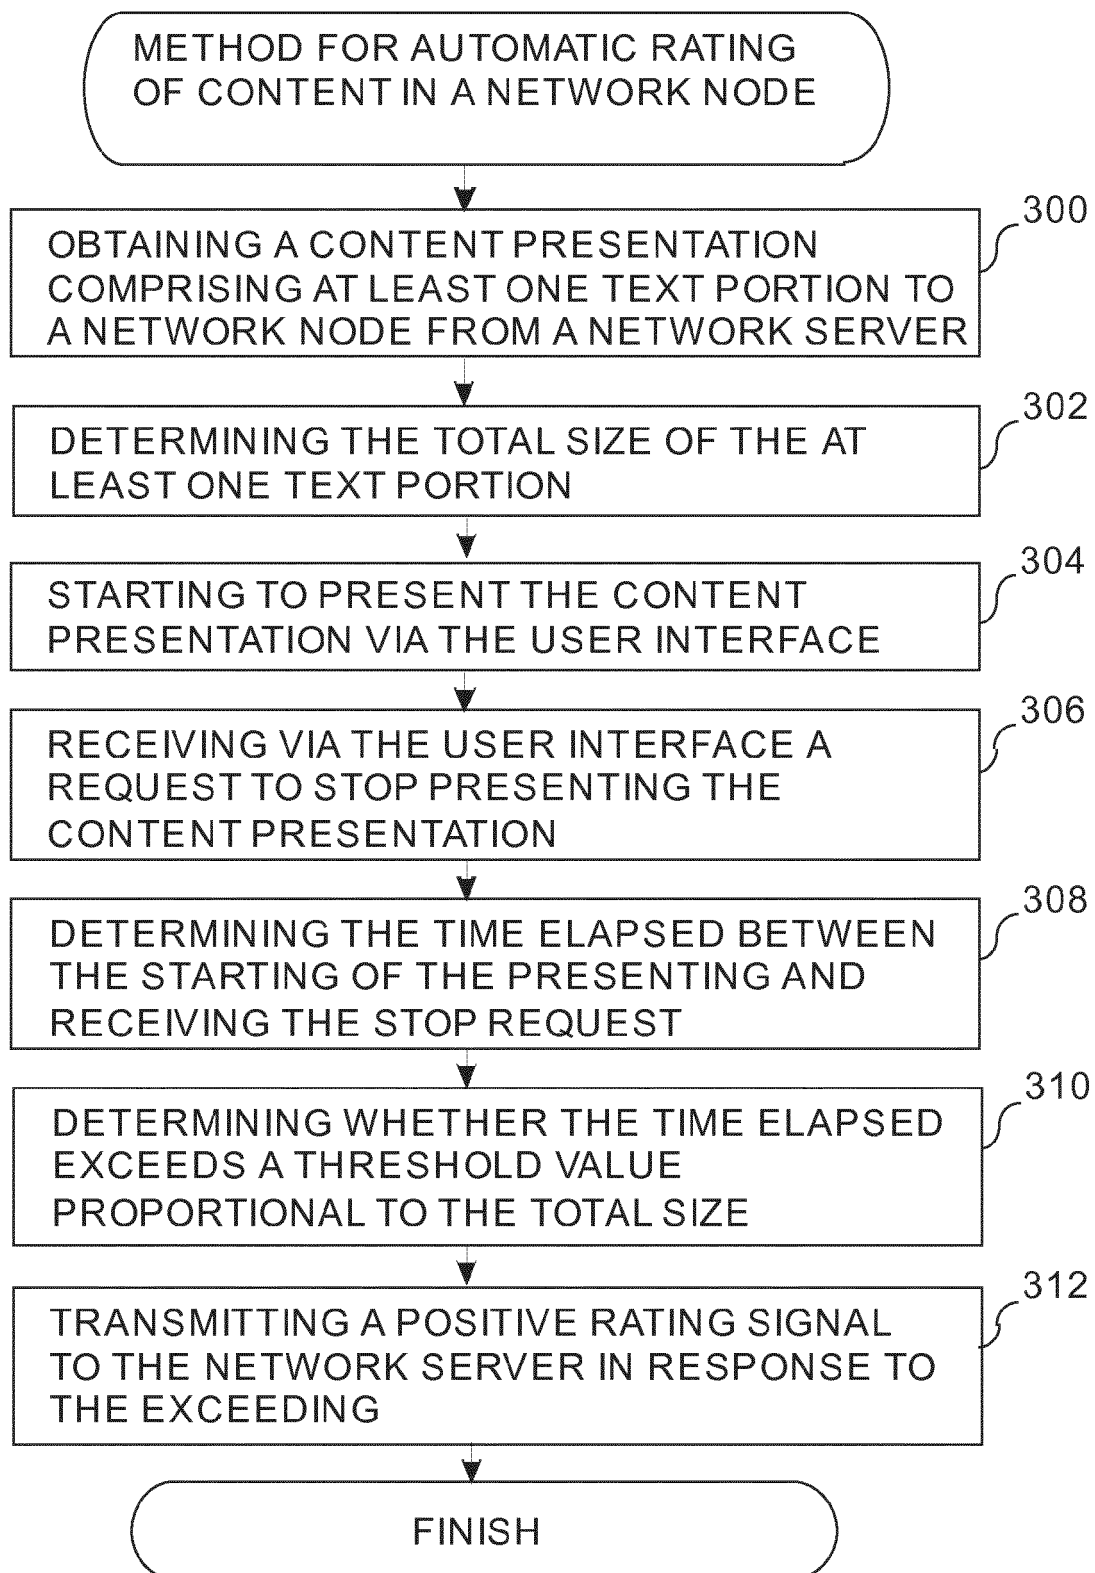 METHOD FOR AUTOMATIC RATING
OF CONTENT IN A NETWORK NODE
300
OBTAINING A CONTENT PRESENTATION
COMPRISING AT LEAST ONE TEXT PORTION TO
A NETWORK NODE FROM A NETWORK SERVER
302
DETERMINING THE TOTAL SIZE OF THE AT
LEAST ONE TEXT PORTION
304
STARTING TO PRESENT THE CONTENT
PRESENTATION VIA THE USER INTERFACE
306
RECEIVING VIA THE USER INTERFACE A
REQUEST TO STOP PRESENTING THE
CONTENT PRESENTATION
308
DETERMINING THE TIME ELAPSED BETWEEN
THE STARTING OF THE PRESENTING AND
RECEIVING THE STOP REQUEST
310
DETERMINING WHETHER THE TIME ELAPSED
EXCEEDS A THRESHOLD VALUE
PROPORTIONAL TO THE TOTAL SIZE
312
TRANSMITTING A POSITIVE RATING SIGNAL
TO THE NETWORK SERVER IN RESPONSE TO
THE EXCEEDING
FINISH